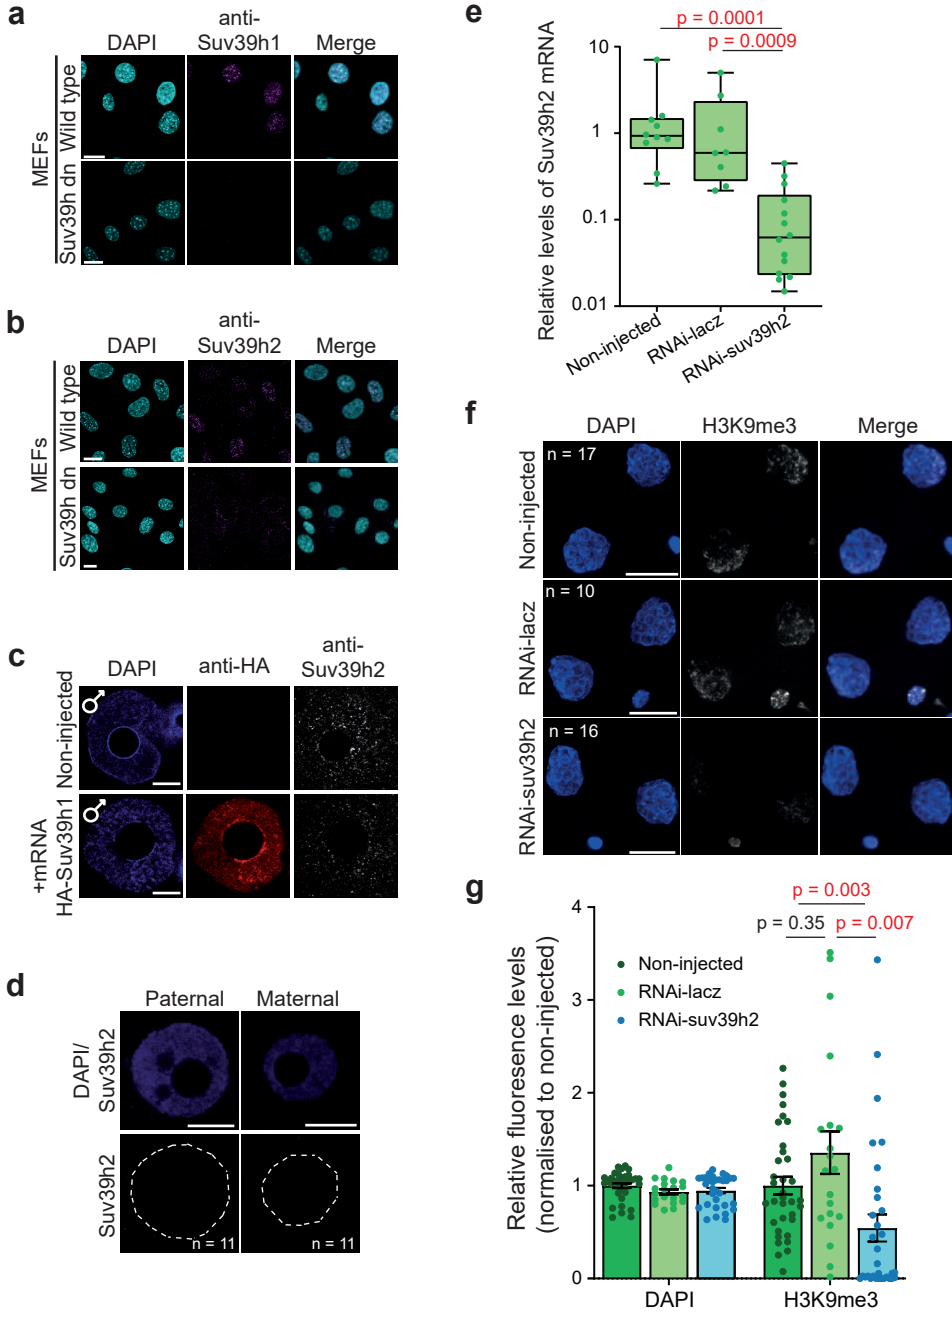 a
DAPI
anti-
Suv39h1
Merge
MEFs
Wild type
Suv39h dn
b
DAPI
anti-
Suv39h2
Merge
MEFs
Wild type
Suv39h dn
c
DAPI
anti-HA
anti-
Suv39h2
Non-injected
♂
+mRNA
HA-Suv39h1
♂
d
Paternal
Maternal
DAPI/
Suv39h2
Suv39h2
n = 11
n = 11
e
p = 0.0001
p = 0.0009
Relative levels of Suv39h2 mRNA
10
1
0.1
0.01
Non-injected
RNAi-lacz
RNAi-suv39h2
f
DAPI
H3K9me3
Merge
Non-injected
n = 17
RNAi-lacz
n = 10
RNAi-suv39h2
n = 16
g
p = 0.003
p = 0.35
p = 0.007
Relative fluoresence levels
(normalised to non-injected)
4
3
2
1
0
Non-injected
RNAi-lacz
RNAi-suv39h2
DAPI
H3K9me3